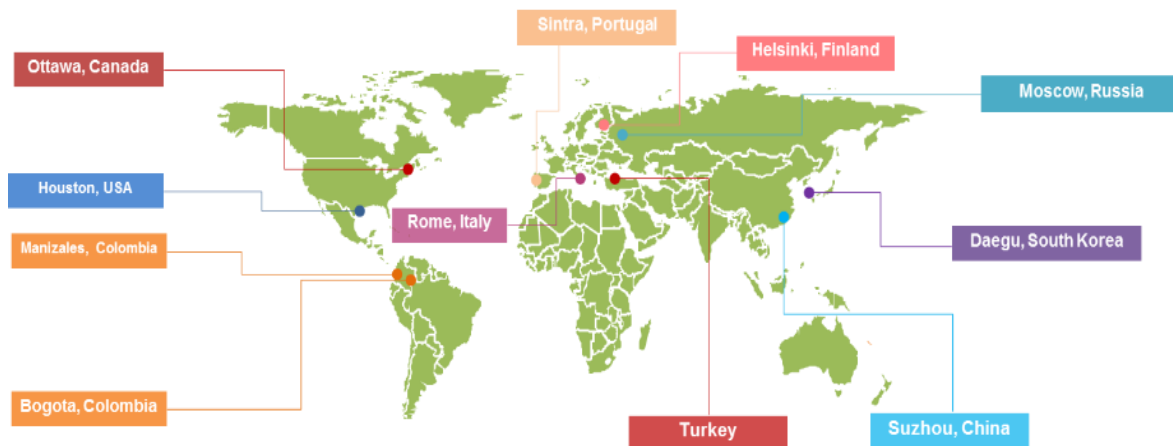 Sintra, Portugal
Helsinki, Finland
Ottawa, Canada
Moscow, Russia
Houston, USA
Rome, Italy
Manizales, Colombia
Daegu, South Korea
Bogota, Colombia
Turkey
Suzhou, China